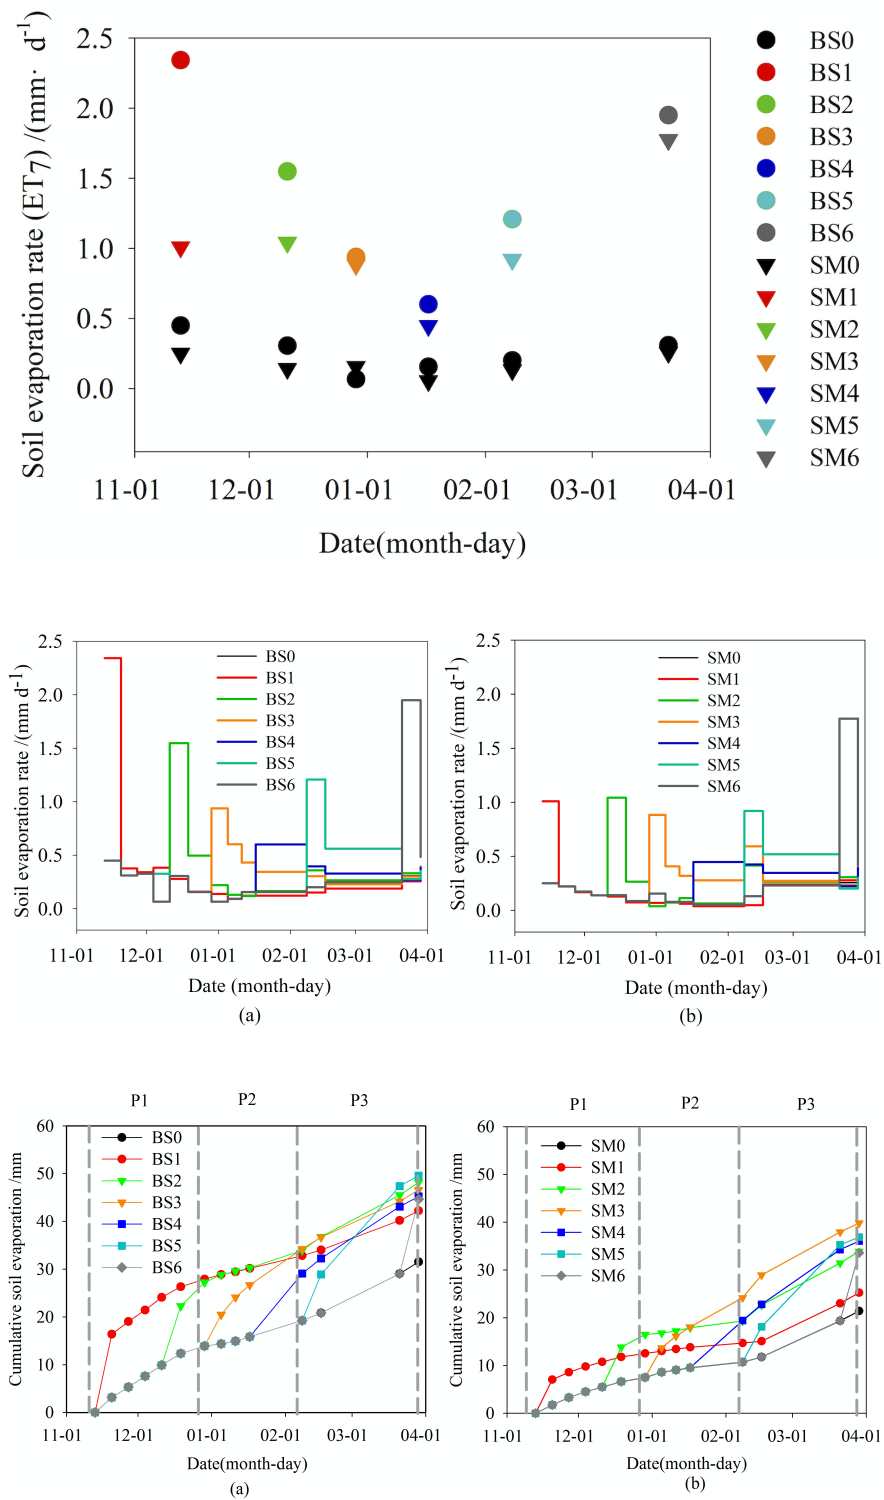 Soil evaporation rate (ET7) /(mm· d-1)
2.5
2.0
1.5
1.0
0.5
0.0
11-01 12-01 01-01 02-01 03-01 04-01
Date(month-day)
BS0
BS1
BS2
BS3
BS4
BS5
BS6
SM0
SM1
SM2
SM3
SM4
SM5
SM6
Soil evaporation rate /(mm d-1)
2.5
2.0
1.5
1.0
0.5
0.0
BS0
BS1
BS2
BS3
BS4
BS5
BS6
11-01 12-01 01-01 02-01 03-01 04-01
Date (month-day)
(a)
Soil evaporation rate /(mm d-1)
2.5
2.0
1.5
1.0
0.5
0.0
SM0
SM1
SM2
SM3
SM4
SM5
SM6
11-01 12-01 01-01 02-01 03-01 04-01
Date (month-day)
(b)
P1 P2 P3
Cumulative soil evaporation /mm
60
50
40
30
20
10
0
BS0
BS1
BS2
BS3
BS4
BS5
BS6
11-01 12-01 01-01 02-01 03-01 04-01
Date(month-day)
(a)
P1 P2 P3
Cumulative soil evaporation /mm
60
50
40
30
20
10
0
SM0
SM1
SM2
SM3
SM4
SM5
SM6
11-01 12-01 01-01 02-01 03-01 04-01
Date(month-day)
(b)